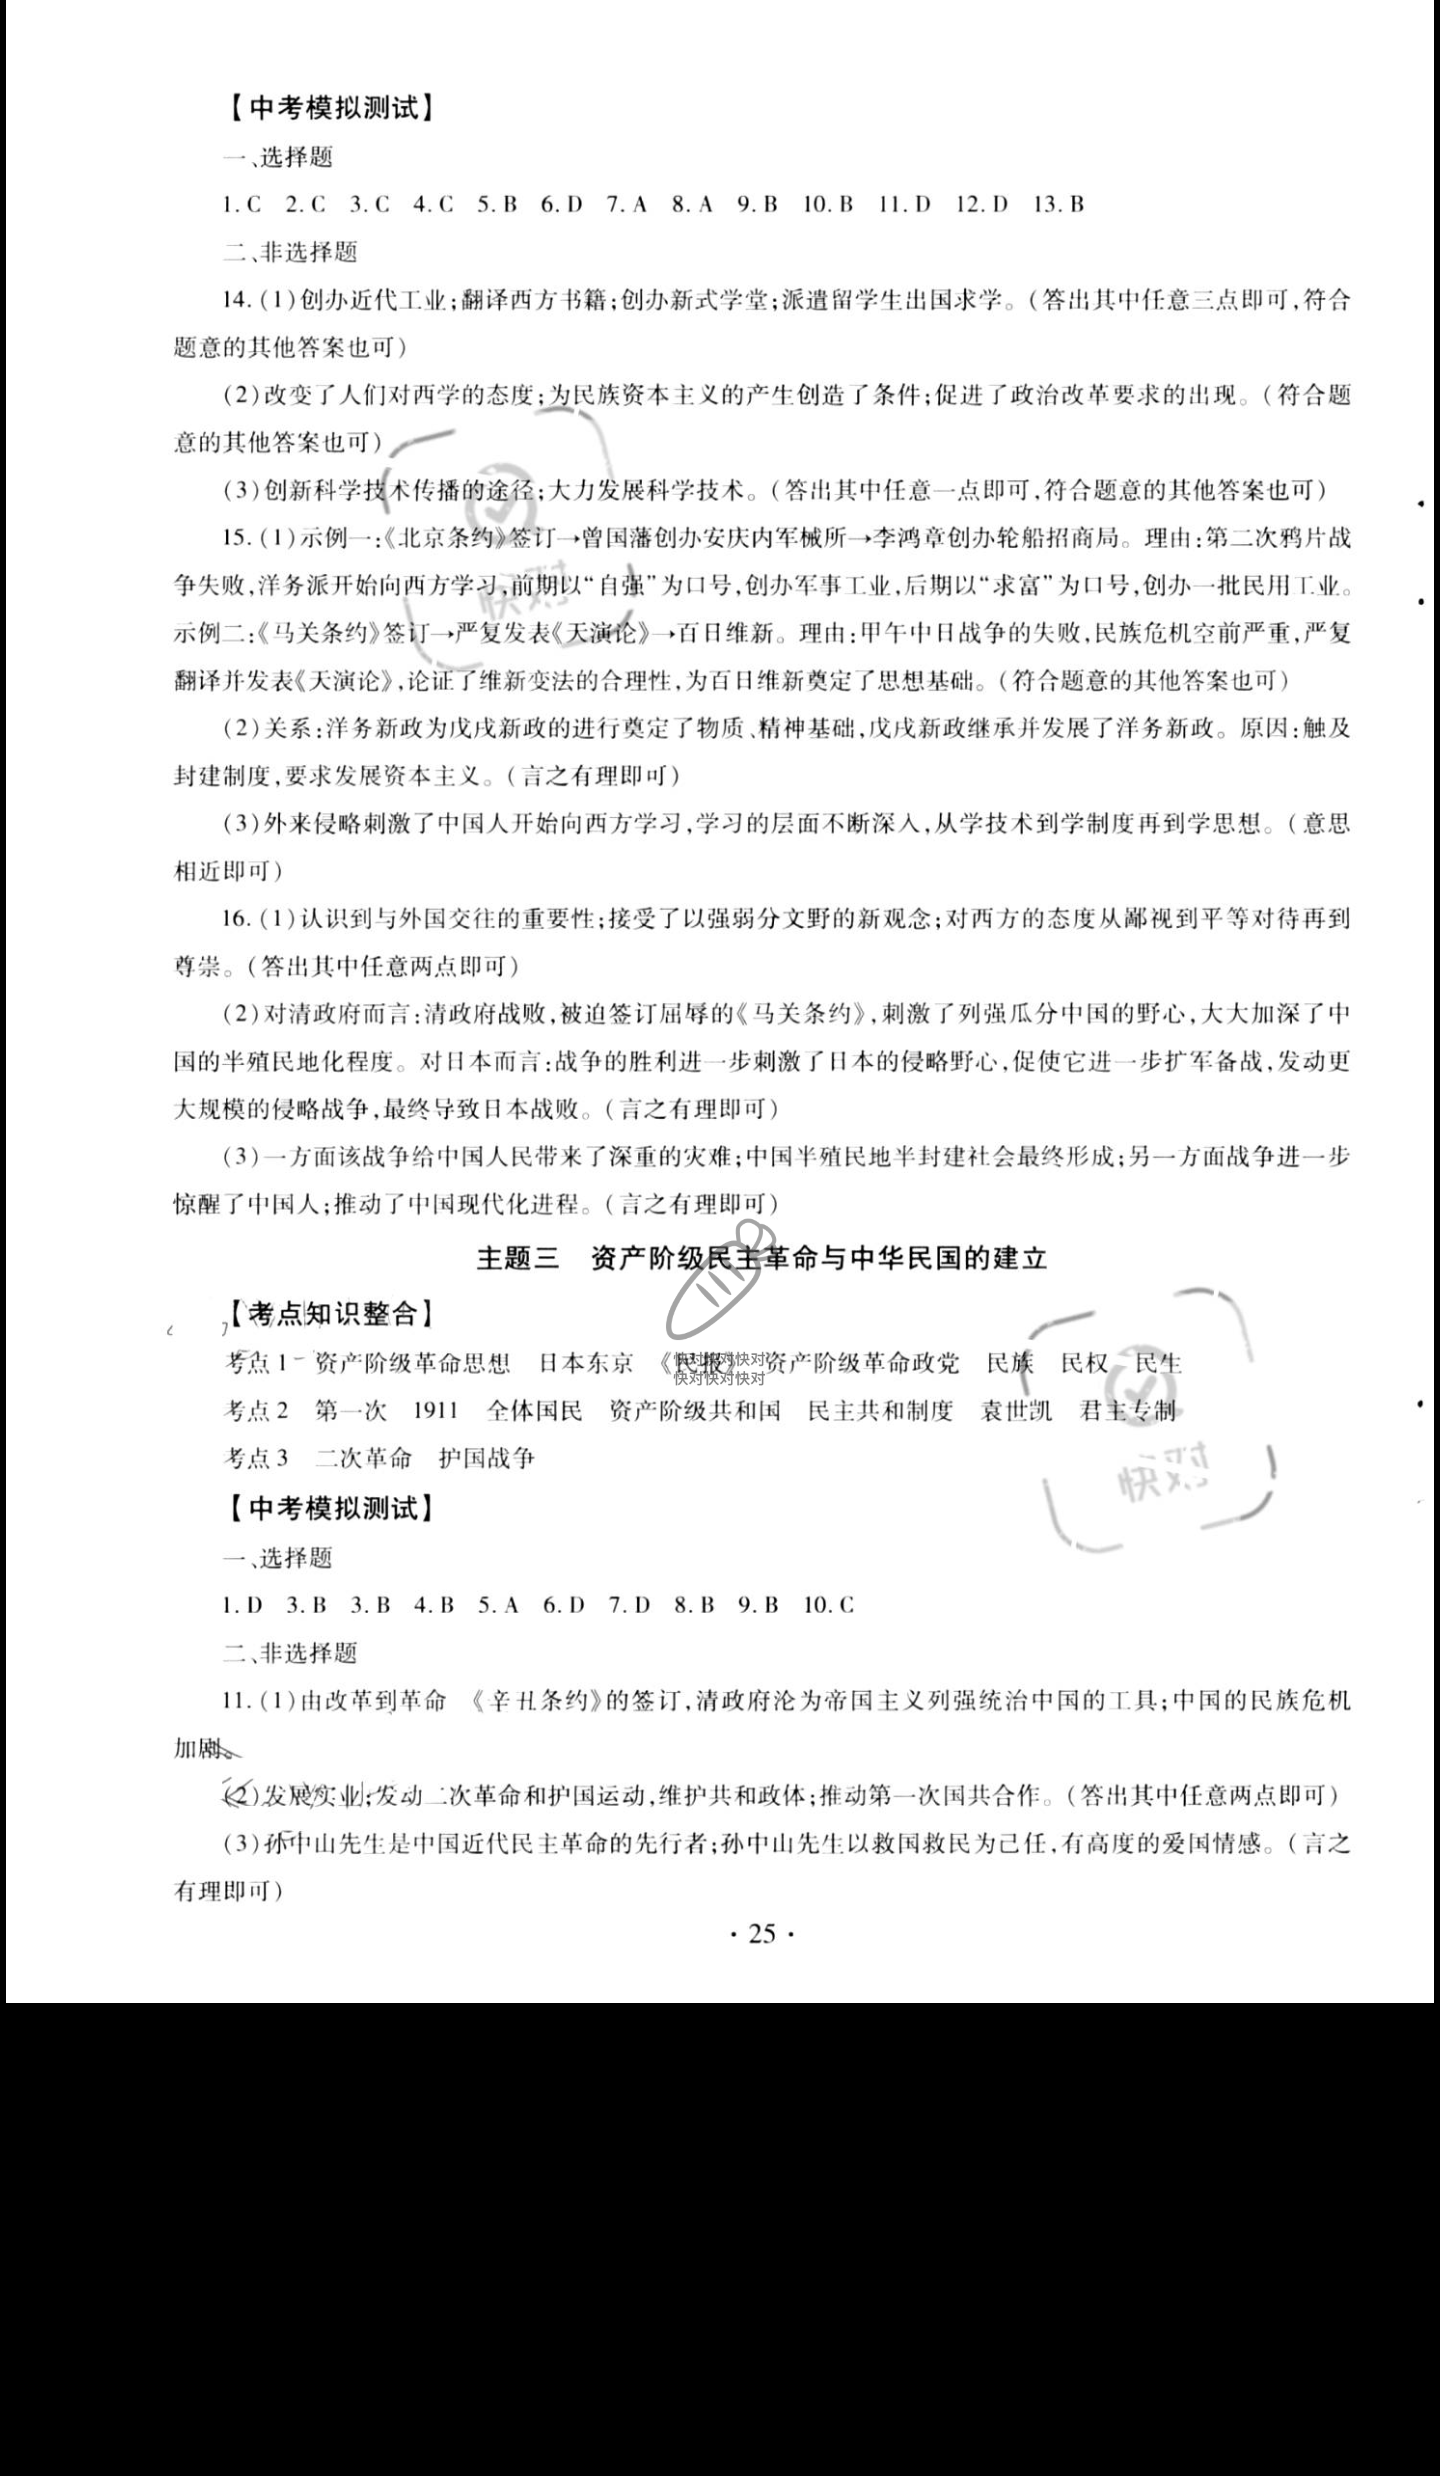 【中考模拟测试】
一、选择题
1. C 2. C 3. C 4. C 5. B 6. D 7. A 8. A 9. B 10. B 11. D 12. D 13. B
二、非选择题
14. (1)创办近代工业;翻译西方书籍;创办新式学堂;派遣留学生出国求学。(答出其中任意三点即可,符合
题意的其他答案也可)
(2)改变了人们对西学的态度;为民族资本主义的产生创造了条件;促进了政治改革要求的出现。(符合题
意的其他答案也可)
(3)创新科学技术传播的途径;大力发展科学技术。(答出其中任意一点即可,符合题意的其他答案也可)
15. (1)示例一:《北京条约》签订→曾国藩创办安庆内军械所→李鸿章创办轮船招商局。理由:第二次鸦片战
争失败,洋务派开始向西方学习,前期以“自强”为口号,创办军事工业,后期以“求富”为口号,创办一批民用工业。
快对
示例二:《马关条约》签订→严复发表《天演论》→百日维新。理由:甲午中日战争的失败,民族危机空前严重,严复
翻译并发表《天演论》,论证了维新变法的合理性,为百日维新奠定了思想基础。(符合题意的其他答案也可)
(2)关系:洋务新政为戊戌新政的进行奠定了物质、精神基础,戊戌新政继承并发展了洋务新政。原因:触及
封建制度,要求发展资本主义。(言之有理即可)
(3)外来侵略刺激了中国人开始向西方学习,学习的层面不断深入,从学技术到学制度再到学思想。(意思
相近即可)
16. (1)认识到与外国交往的重要性;接受了以强弱分文野的新观念;对西方的态度从鄙视到平等对待再到
尊崇。(答出其中任意两点即可)
(2)对清政府而言:清政府战败,被迫签订屈辱的《马关条约》,刺激了列强瓜分中国的野心,大大加深了中
国的半殖民地化程度。对日本而言:战争的胜利进一步刺激了日本的侵略野心,促使它进一步扩军备战,发动更
大规模的侵略战争,最终导致日本战败。(言之有理即可)
(3)一方面该战争给中国人民带来了深重的灾难;中国半殖民地半封建社会最终形成;另一方面战争进一步
惊醒了中国人;推动了中国现代化进程。(言之有理即可)
主题三 资产阶级民主革命与中华民国的建立
【考点知识整合】
考点1 资产阶级革命思想 日本东京 《民报》 资产阶级革命政党 民族 民权 民生
快对快对快对
快对快对快对
考点2 第一次 1911 全体国民 资产阶级共和国 民主共和制度 袁世凯 君主专制
考点3 二次革命 护国战争
快对
【中考模拟测试】
一、选择题
1. D 3. B 3. B 4. B 5. A 6. D 7. D 8. B 9. B 10. C
二、非选择题
11. (1)由改革到革命 《辛丑条约》的签订,清政府沦为帝国主义列强统治中国的工具;中国的民族危机
加剧。
(2)发展实业;发动二次革命和护国运动,维护共和政体;推动第一次国共合作。(答出其中任意两点即可)
(3)孙中山先生是中国近代民主革命的先行者;孙中山先生以救国救民为己任,有高度的爱国情感。(言之
有理即可)
· 25 ·